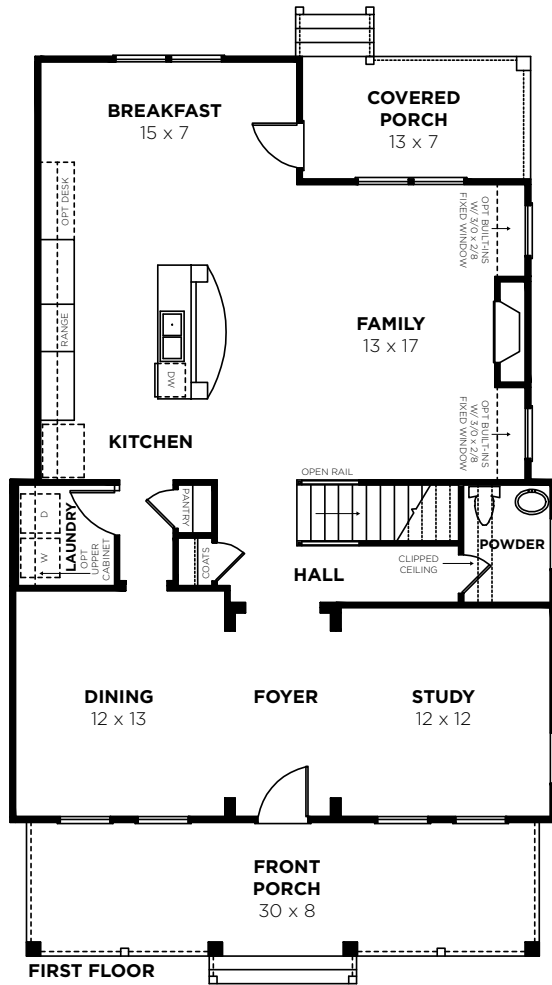 BREAKFAST
15 x 7
COVERED
PORCH
13 x 7
OPT DESK
OPT BUILT-INS
W/ 3/0 x 2/8
FIXED WINDOW
RANGE
FAMILY
13 x 17
DW
OPT BUILT-INS
W/ 3/0 x 2/8
FIXED WINDOW
KITCHEN
OPEN RAIL
D
W
LAUNDRY
OPT
UPPER
CABINET
PANTRY
COATS
POWDER
CLIPPED
CEILING
HALL
DINING
12 x 13
FOYER
STUDY
12 x 12
FRONT
PORCH
30 x 8
FIRST FLOOR